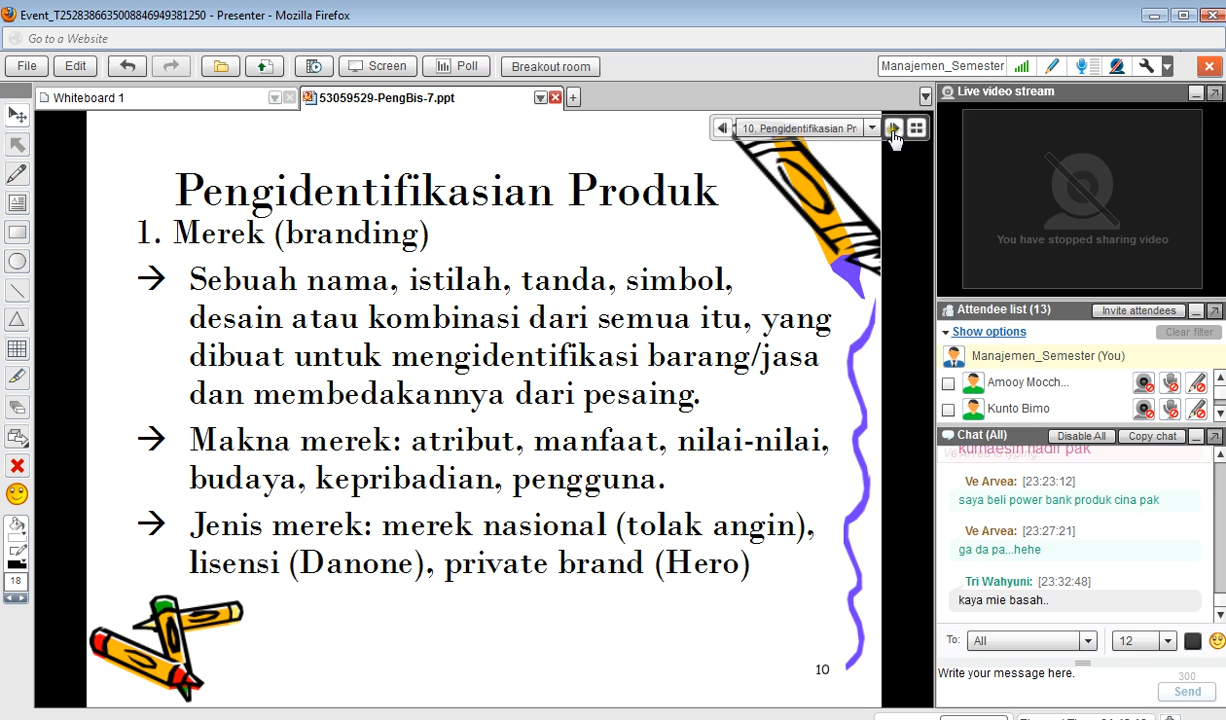 Event_T2528386635008846949381250 - Presenter - Mozilla Firefox
Go to a Website
File Edit Screen Poll Breakout room Manajemen_Semester
Whiteboard 1 53059529-PengBis-7.ppt
10. Pengidentifikasian Pr
Pengidentifikasian Produk
1. Merek (branding)
→ Sebuah nama, istilah, tanda, simbol,
desain atau kombinasi dari semua itu, yang
dibuat untuk mengidentifikasi barang/jasa
dan membedakannya dari pesaing.
→ Makna merek: atribut, manfaat, nilai-nilai,
budaya, kepribadian, pengguna.
→ Jenis merek: merek nasional (tolak angin),
lisensi (Danone), private brand (Hero)
10
18
Live video stream
You have stopped sharing video
Attendee list (13) Invite attendees
Show options Clear filter
Manajemen_Semester (You)
Amooy Mocch...
Kunto Bimo
Chat (All) Disable All Copy chat
hadir pak
Ve Arvea: [23:23:12]
saya beli power bank produk cina pak
Ve Arvea: [23:27:21]
ga da pa...hehe
Tri Wahyuni: [23:32:48]
kaya mie basah..
To: All 12
Write your message here.
300
Send